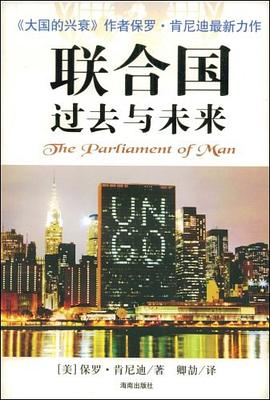 《大国的兴衰》作者保罗·肯尼迪最新力作
联合国
过去与未来
The Parliament of Man
UN
GO
[美]保罗·肯尼迪 著 卿劼·译
海南出版社